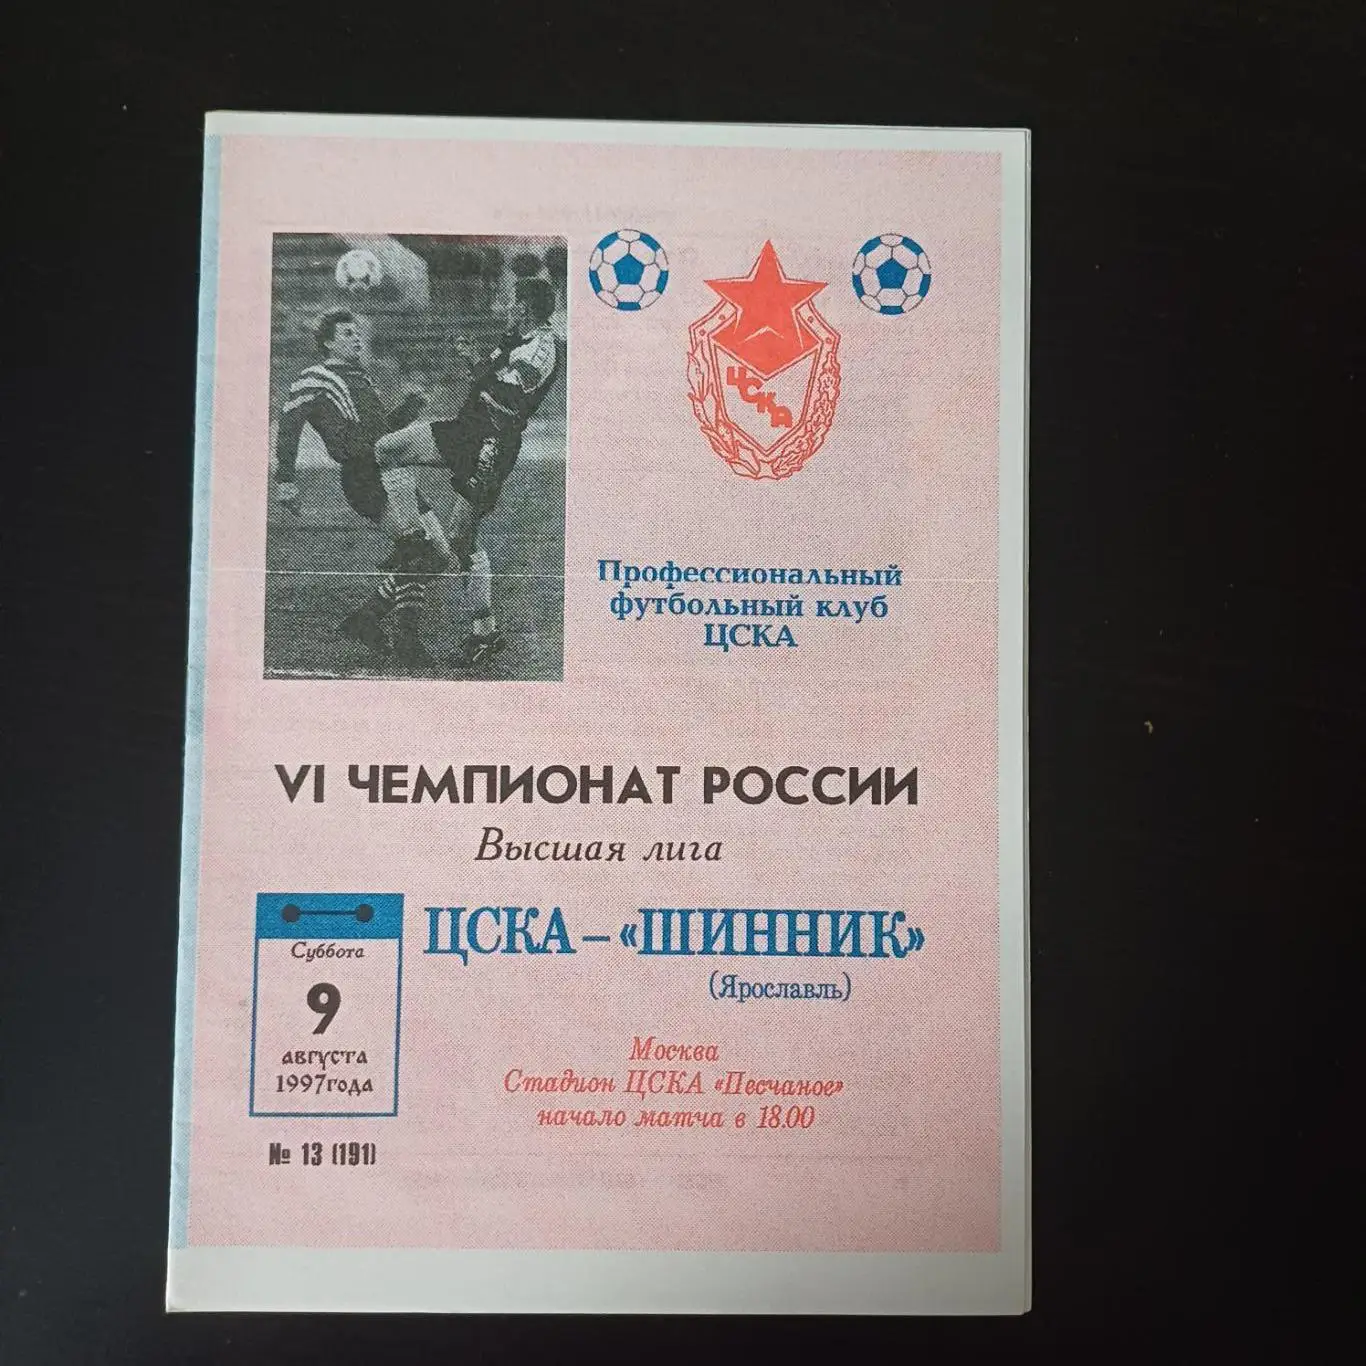 ЦСКА
Профессиональный
футбольный клуб
ЦСКА
VI ЧЕМПИОНАТ РОССИИ
Высшая лига
Суббота
9
августа
1997года
ЦСКА – «ШИННИК»
(Ярославль)
Москва
Стадион ЦСКА «Песчаное»
начало матча в 18.00
№ 13 (191)